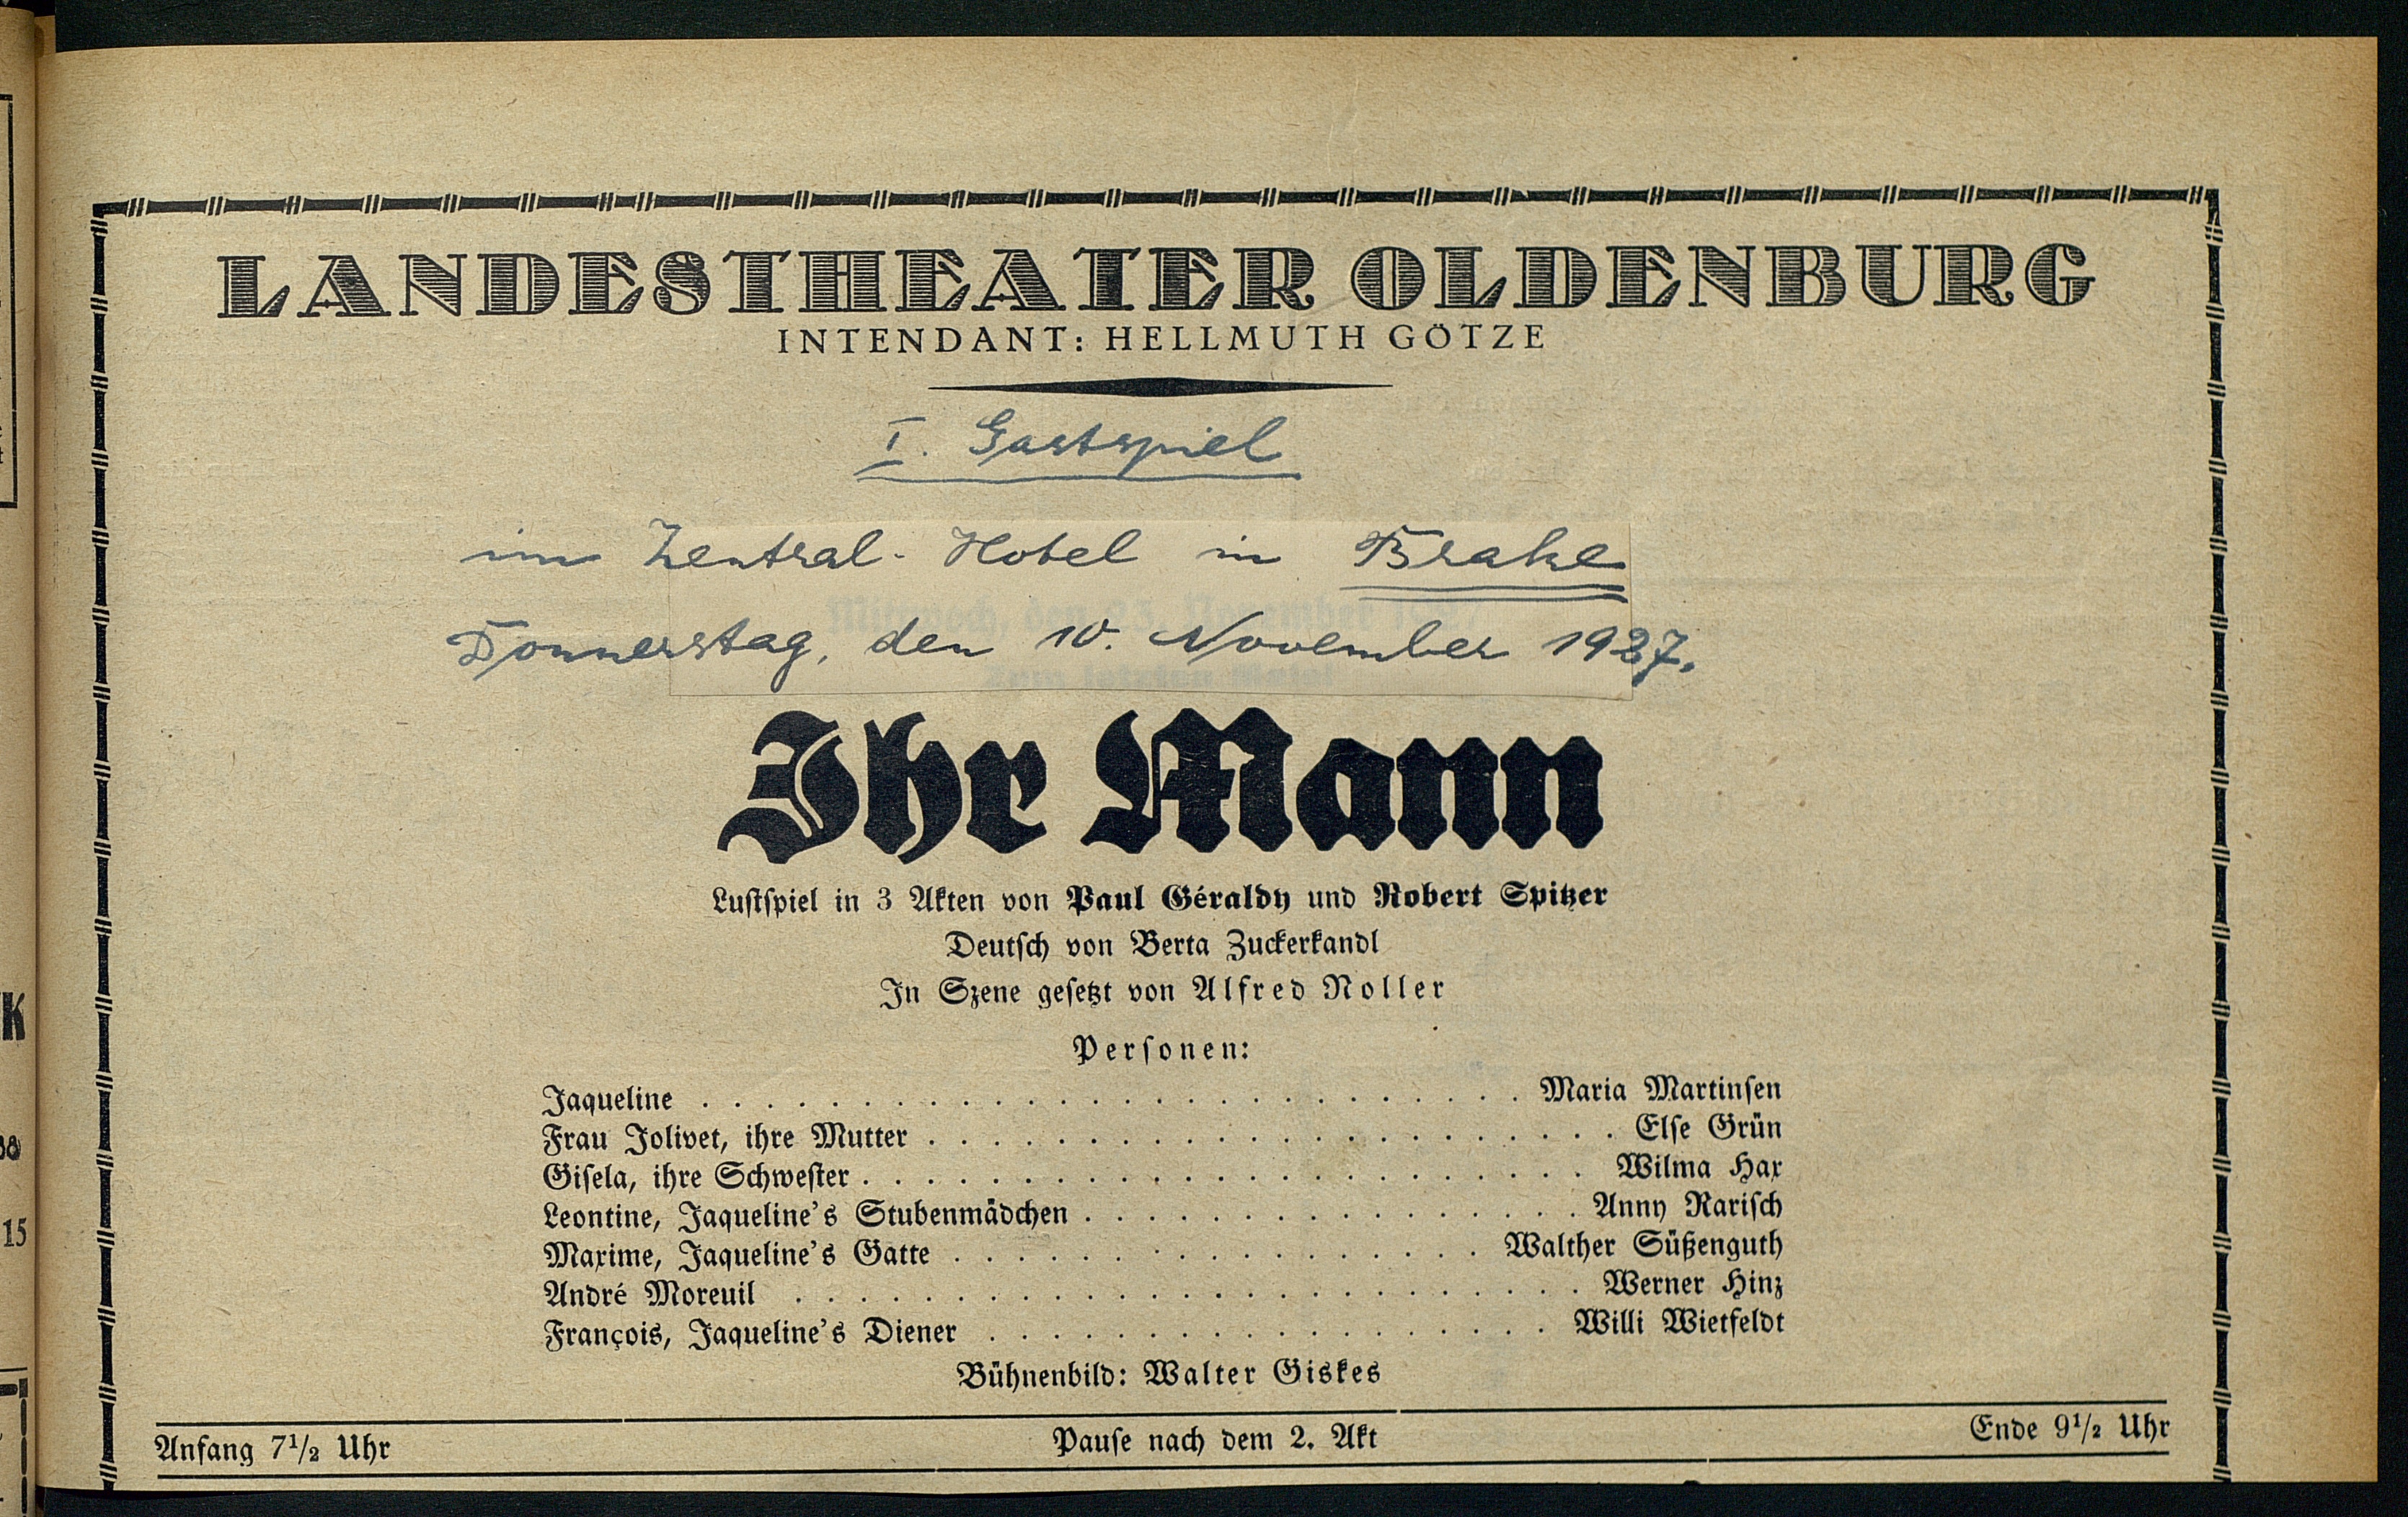 LANDESTHEATER OLDENBURG
INTENDANT: HELLMUTH GÖTZE
I. Gastspiel
im Zentral-Hotel in Brake
Donnerstag, den 10. November 1927.
Ihr Mann
Lustspiel in 3 Akten von Paul Géraldy und Robert Spitzer
Deutsch von Berta Zuckerkandl
In Szene gesetzt von Alfred Noller
Personen:
Jaqueline . . . . . . . . . . Maria Martinsen
Frau Jolivet, ihre Mutter . . . . . . . . . . Else Grün
Gisela, ihre Schwester . . . . . . . . . . Wilma Hax
Leontine, Jaqueline's Stubenmädchen . . . . . . . . . . Anny Rarisch
Maxime, Jaqueline's Gatte . . . . . . . . . . Walther Süßenguth
André Moreuil . . . . . . . . . . Werner Hinz
François, Jaqueline's Diener . . . . . . . . . . Willi Wietfeldt
Bühnenbild: Walter Giskes
Anfang 7½ Uhr Pause nach dem 2. Akt Ende 9½ Uhr
K
15